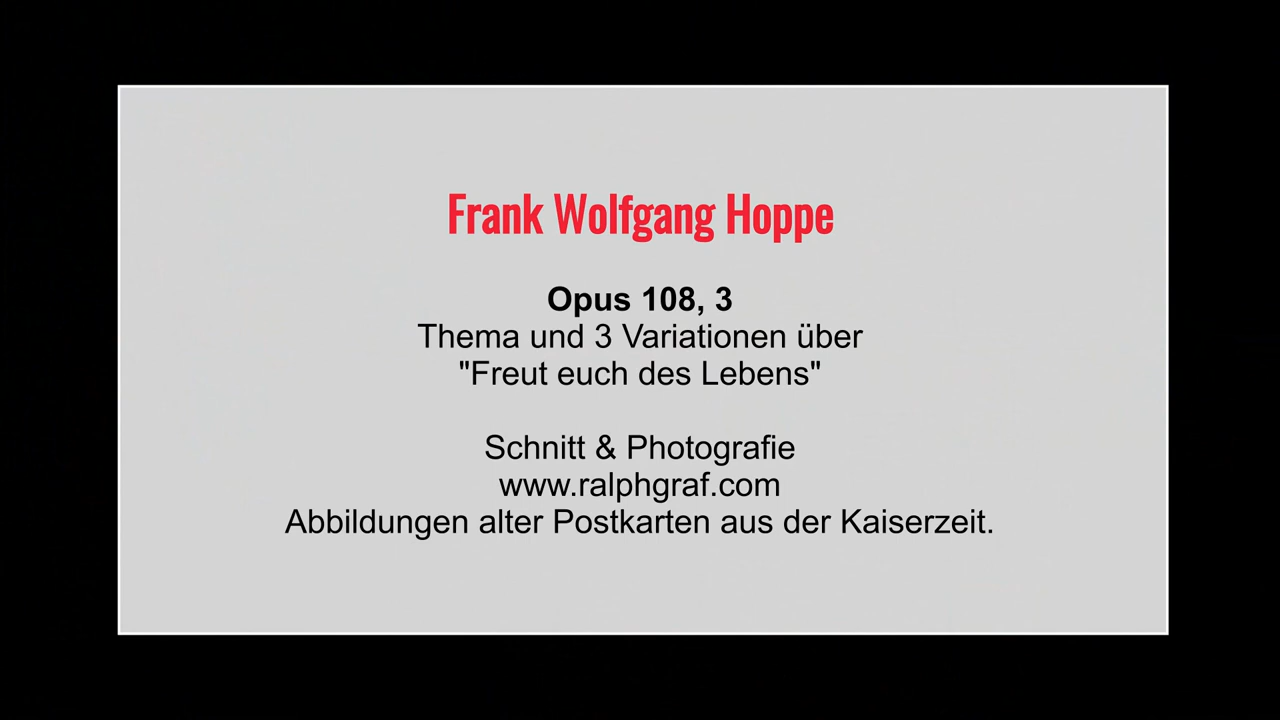 Frank Wolfgang Hoppe
Opus 108, 3
Thema und 3 Variationen über
"Freut euch des Lebens"
Schnitt & Photografie
www.ralphgraf.com
Abbildungen alter Postkarten aus der Kaiserzeit.